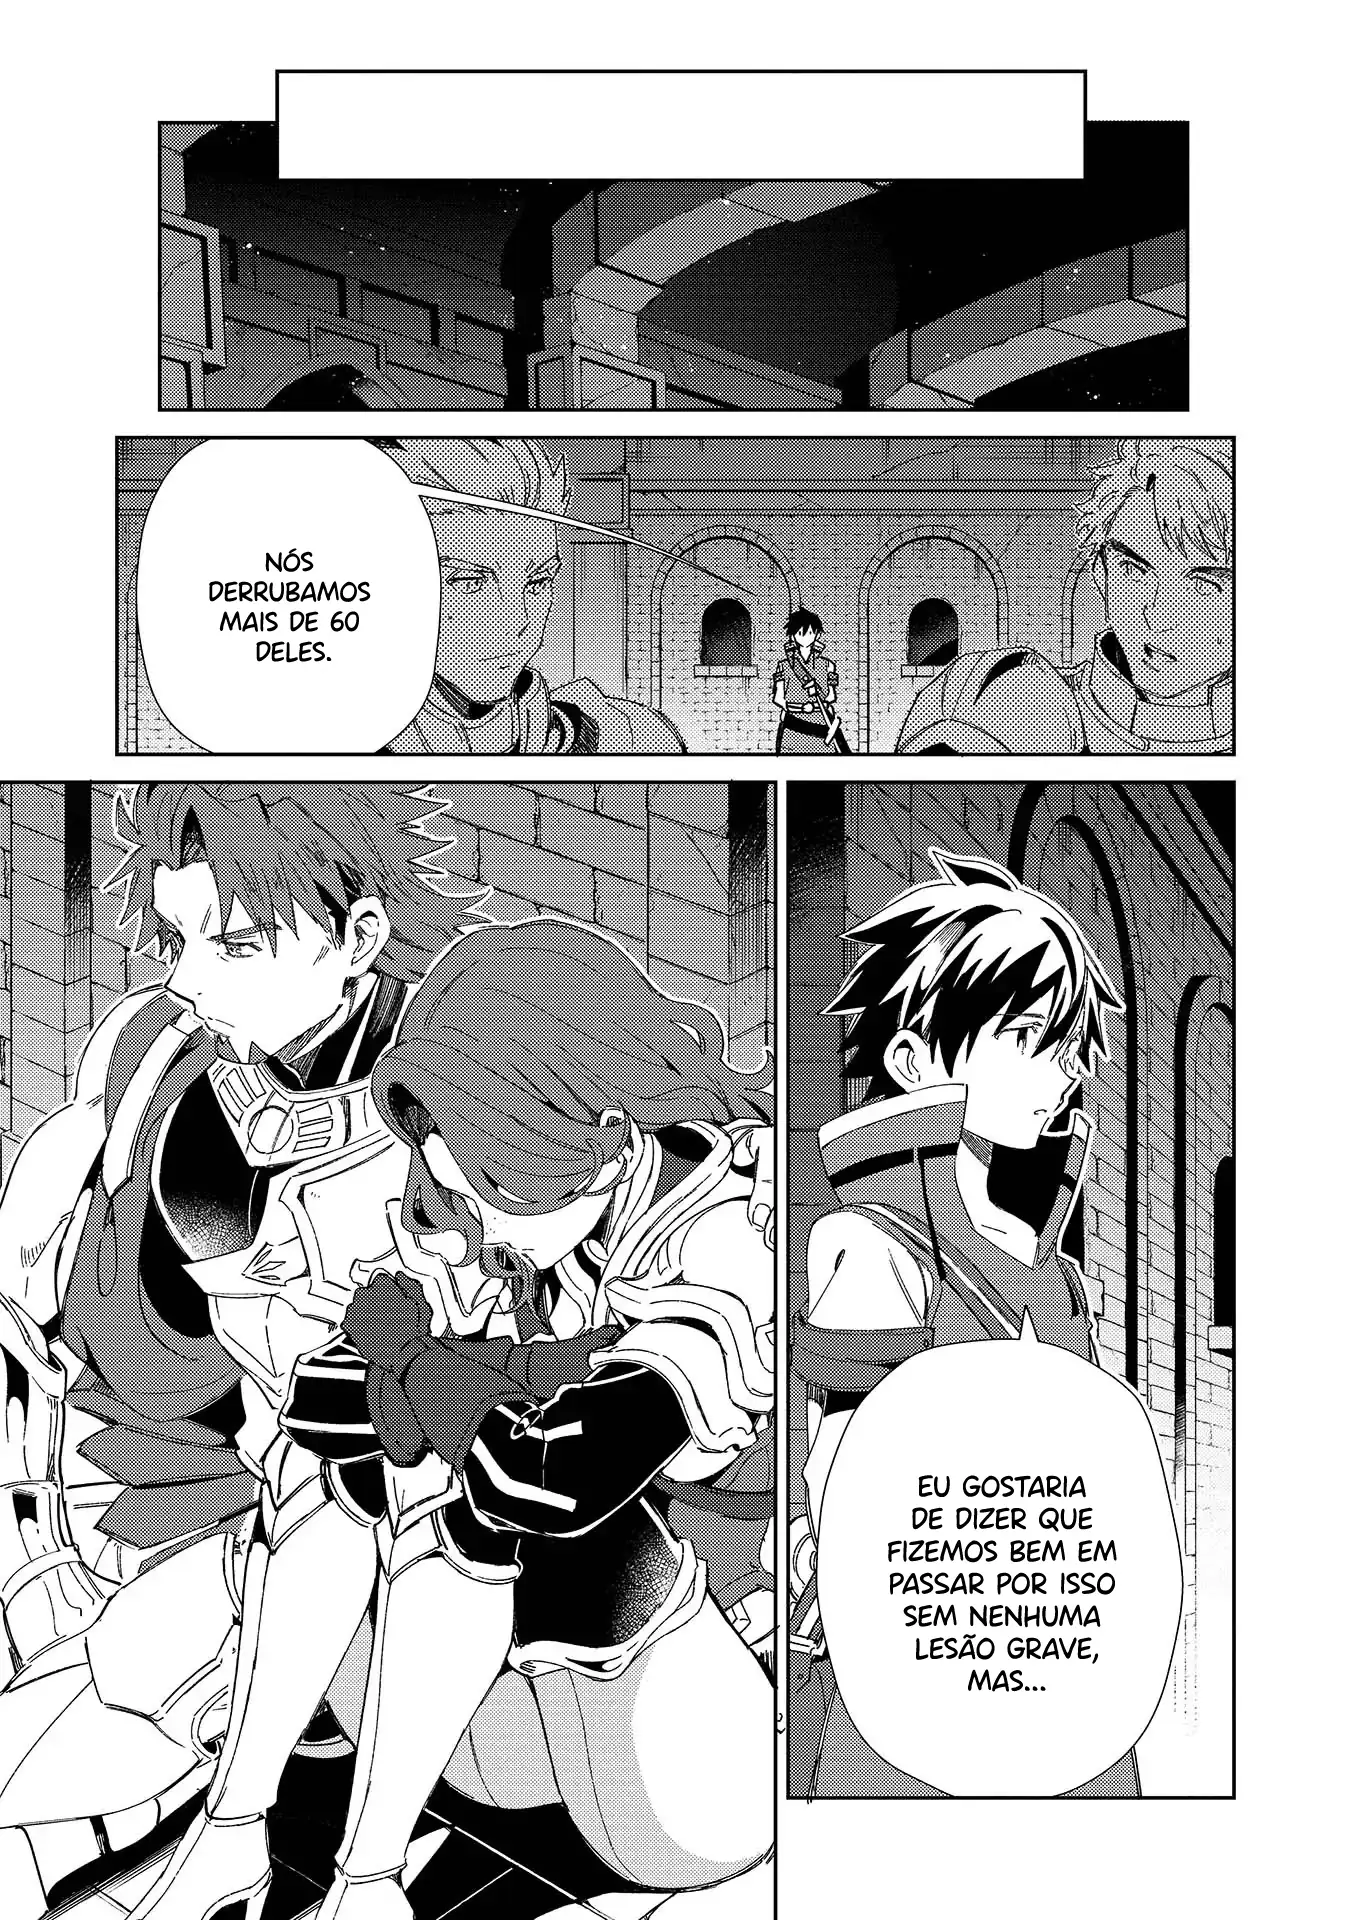 NÓS
DERRUBAMOS
MAIS DE 60
DELES.
EU GOSTARIA
DE DIZER QUE
FIZEMOS BEM EM
PASSAR POR ISSO
SEM NENHUMA
LESÃO GRAVE,
MAS...